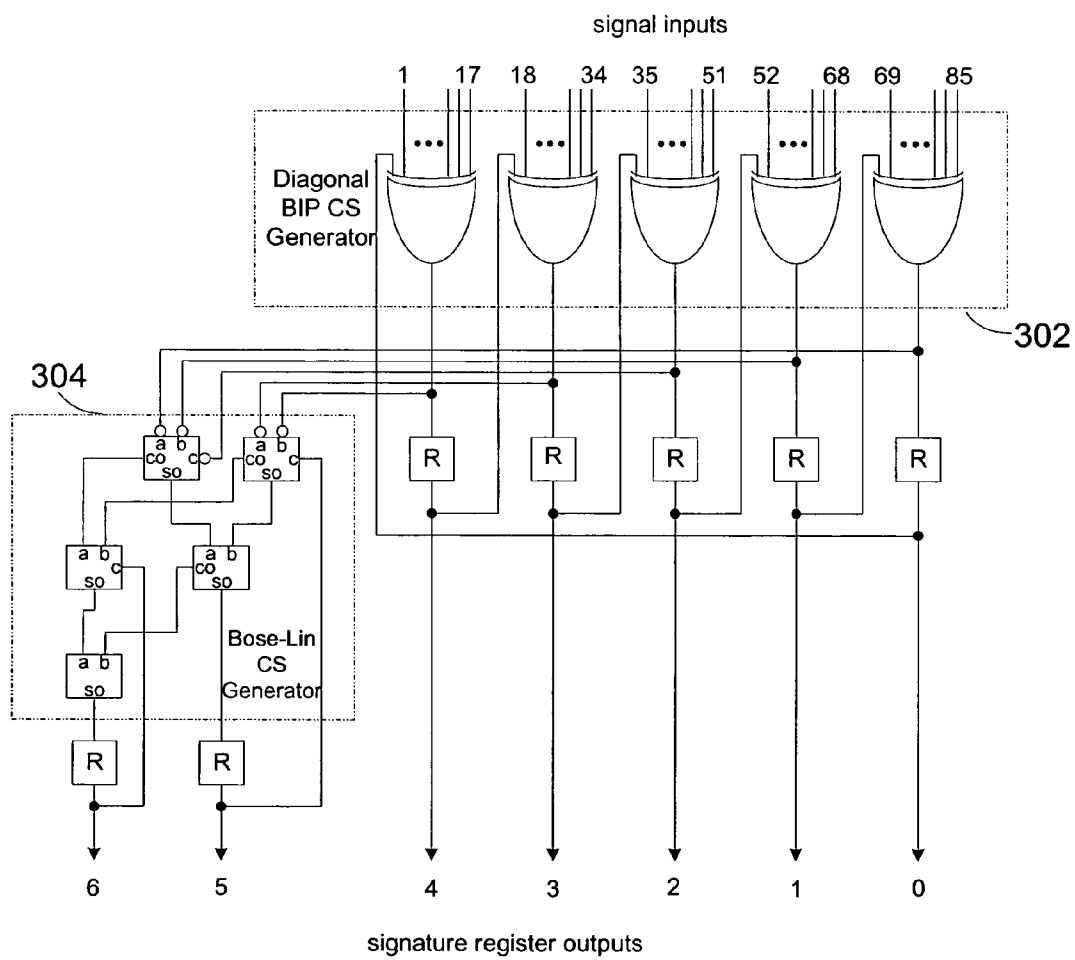 signal inputs
1 17 18 34 35 51 52 68 69 85
Diagonal
BIP CS
Generator
302
304
a b
co c
so
a b
co c
so
R R R R R
a b
c
so
a b
co
so
a b
so
Bose-Lin
CS
Generator
R R
6 5 4 3 2 1 0
signature register outputs